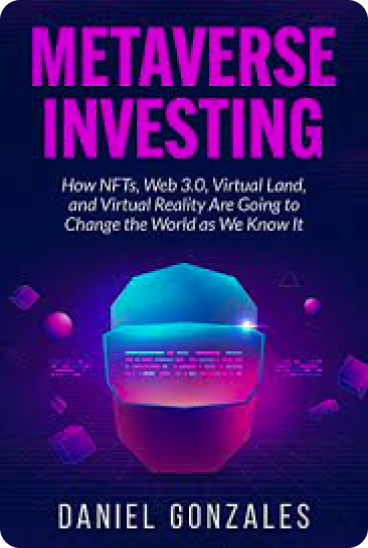 METAVERSE
INVESTING
How NFTs, Web 3.0, Virtual Land,
and Virtual Reality Are Going to
Change the World as We Know It
DANIEL GONZALES